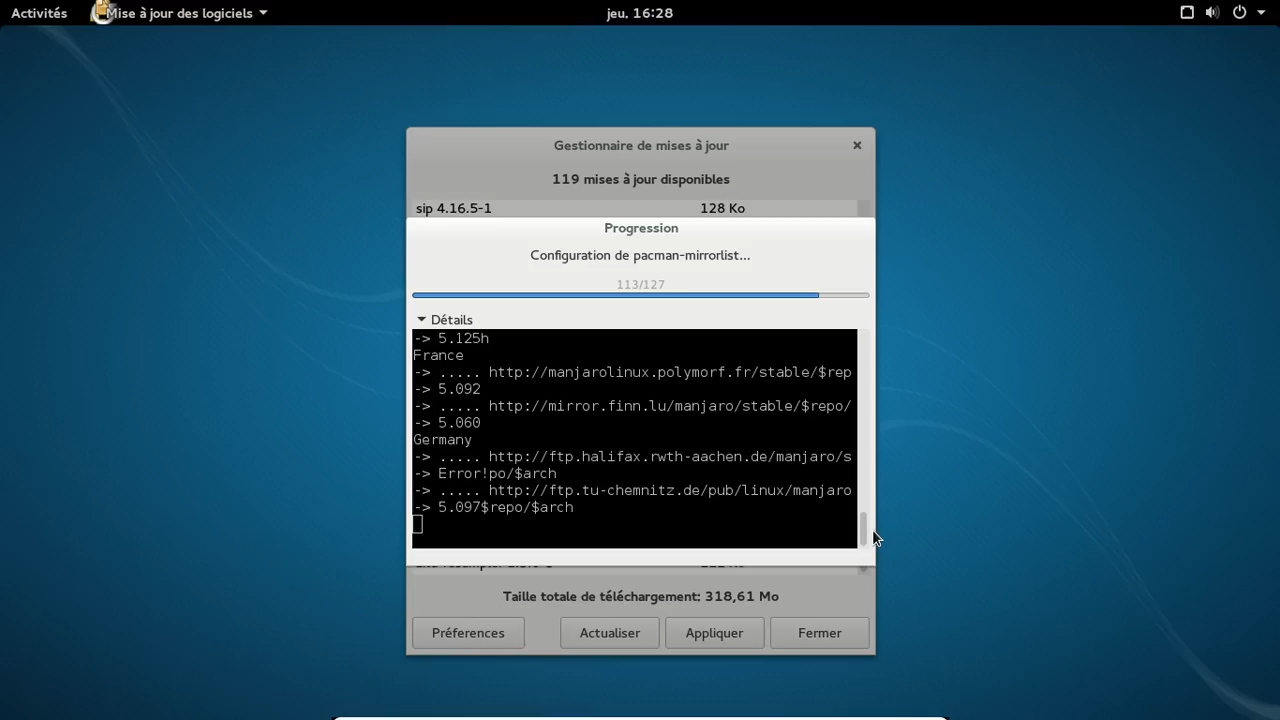 Activités
Mise à jour des logiciels
jeu. 16:28
Gestionnaire de mises à jour
119 mises à jour disponibles
sip 4.16.5-1 128 Ko
Progression
Configuration de pacman-mirrorlist...
113/127
Détails
-> 5.125h
France
-> ..... http://manjarolinux.polymorf.fr/stable/$rep
-> 5.092
-> ..... http://mirror.finn.lu/manjaro/stable/$repo/
-> 5.060
Germany
-> ..... http://ftp.halifax.rwth-aachen.de/manjaro/s
-> Error!po/$arch
-> ..... http://ftp.tu-chemnitz.de/pub/linux/manjaro
-> 5.097$repo/$arch
Taille totale de téléchargement: 318,61 Mo
Préferences
Actualiser
Appliquer
Fermer